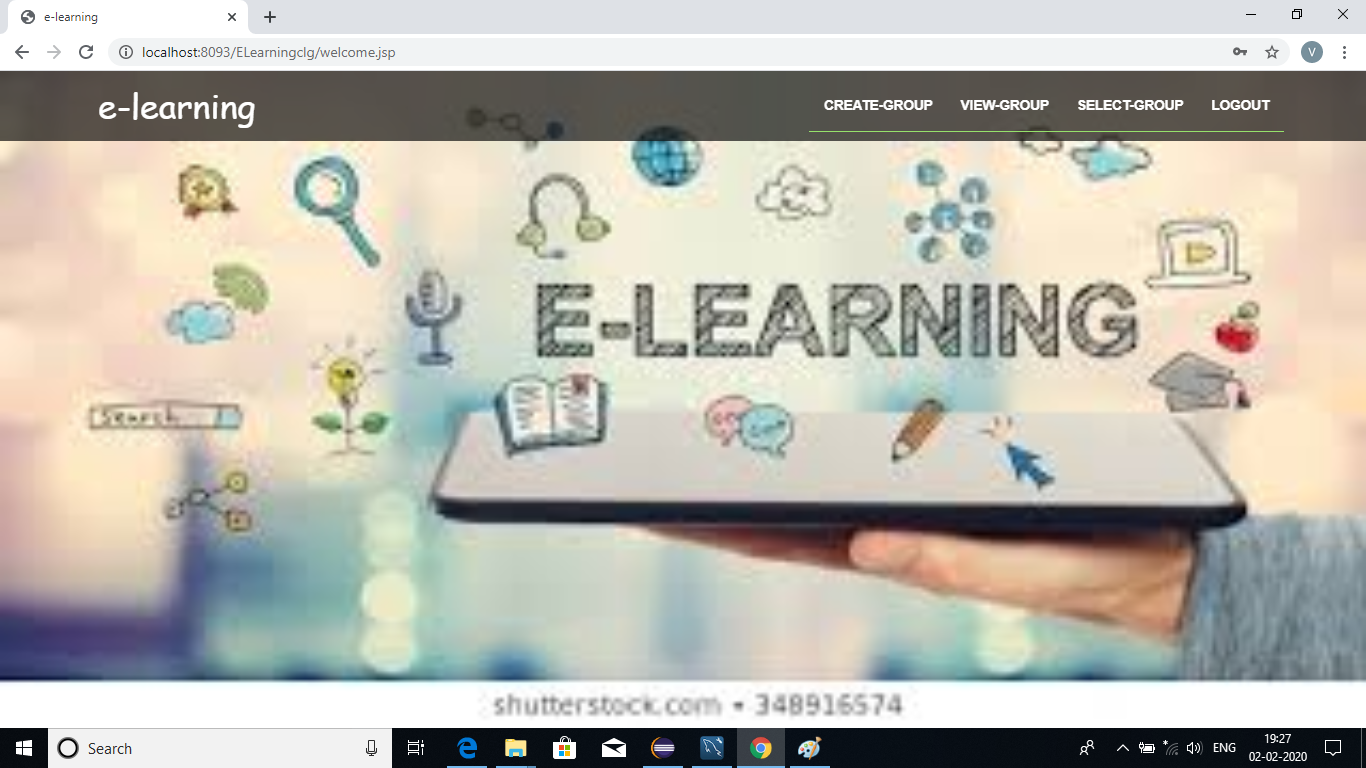 e-learning
localhost:8093/ELearningclg/welcome.jsp
V
e-learning
CREATE-GROUP VIEW-GROUP SELECT-GROUP LOGOUT
E-LEARNING
Search
shutterstock.com • 348916574
Search
ENG
19:27
02-02-2020